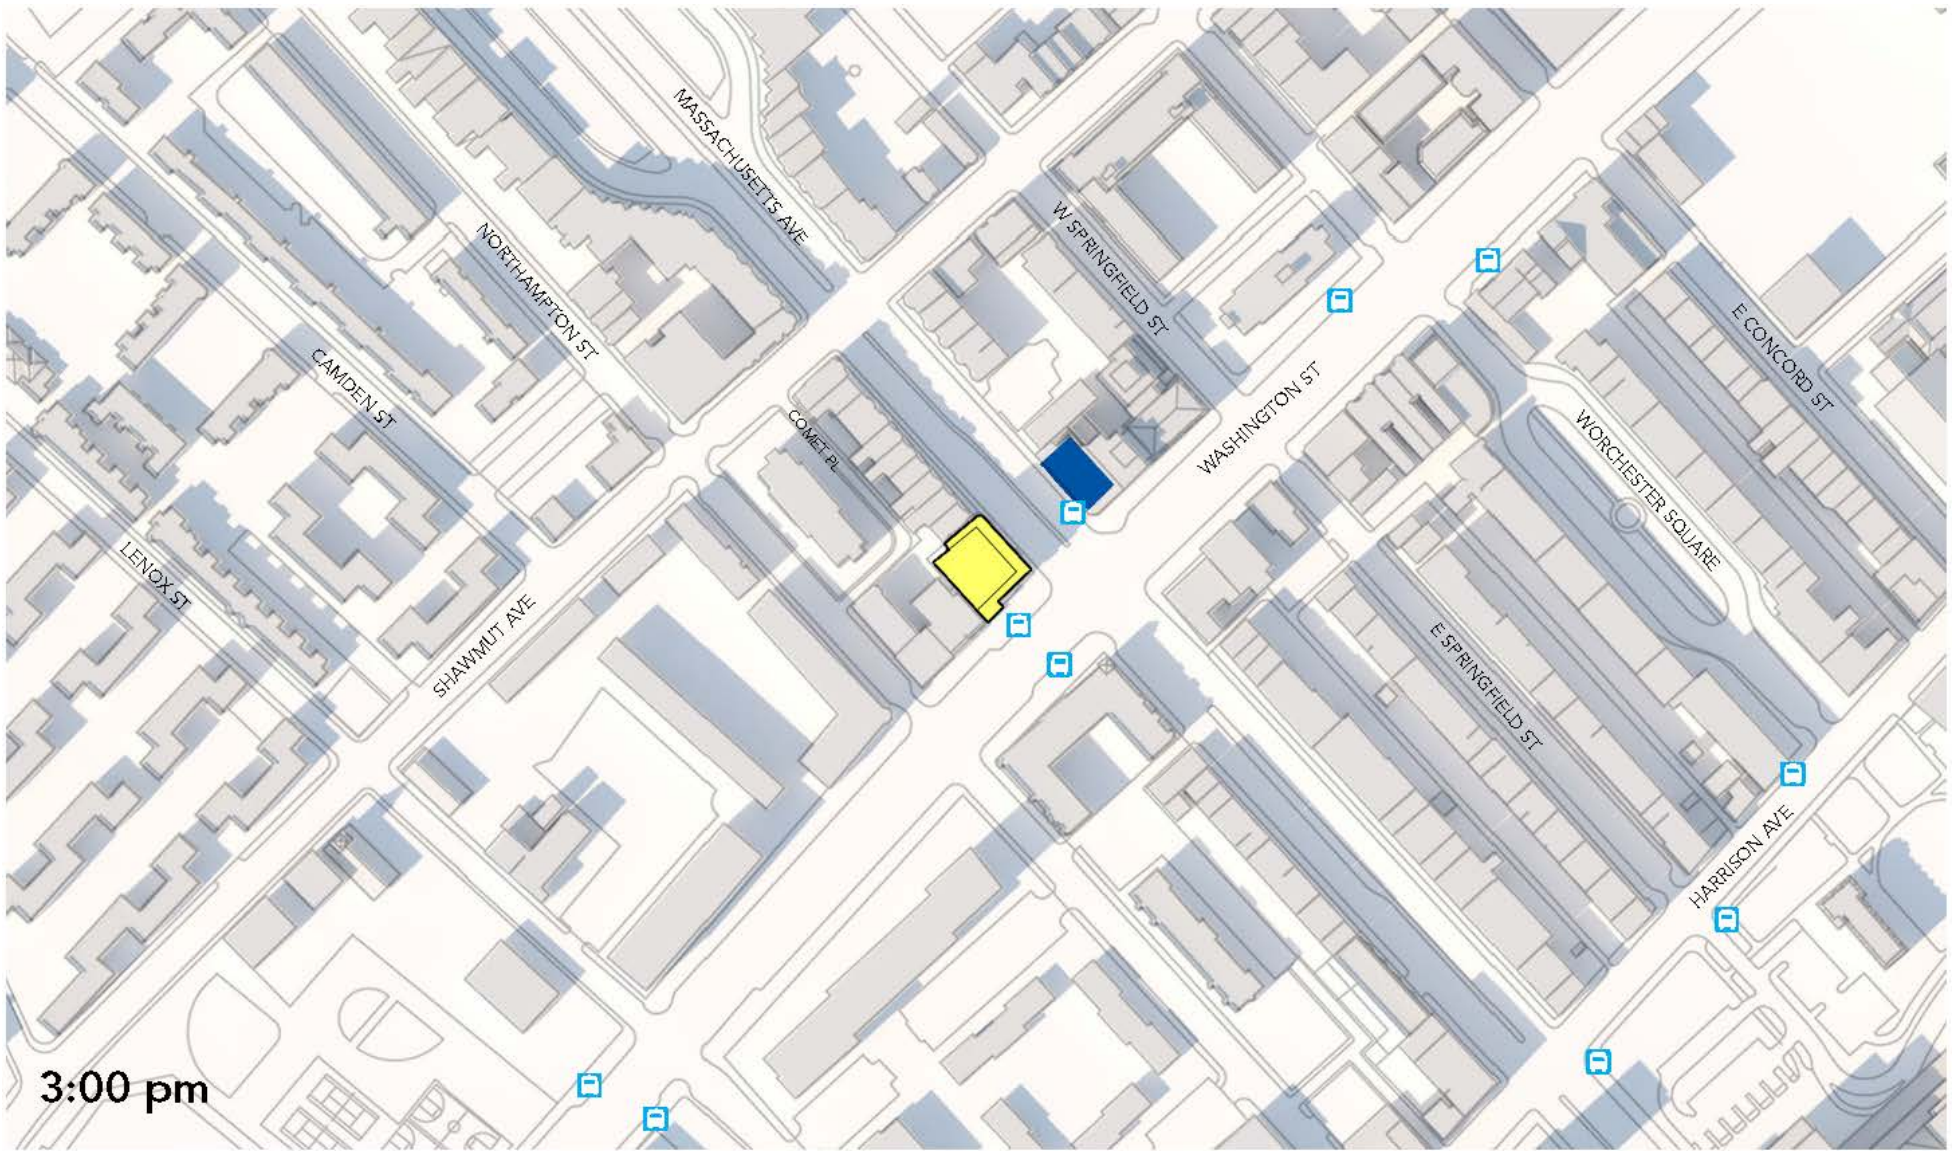 MASSACHUSETTS AVE
W SPRINGFIELD ST
NORTHAMPTON ST
E CONCORD ST
CAMDEN ST
COMET PL
WASHINGTON ST
WORCHESTER SQUARE
LENOX ST
SHAWMUT AVE
E SPRINGFIELD ST
HARRISON AVE
3:00 pm